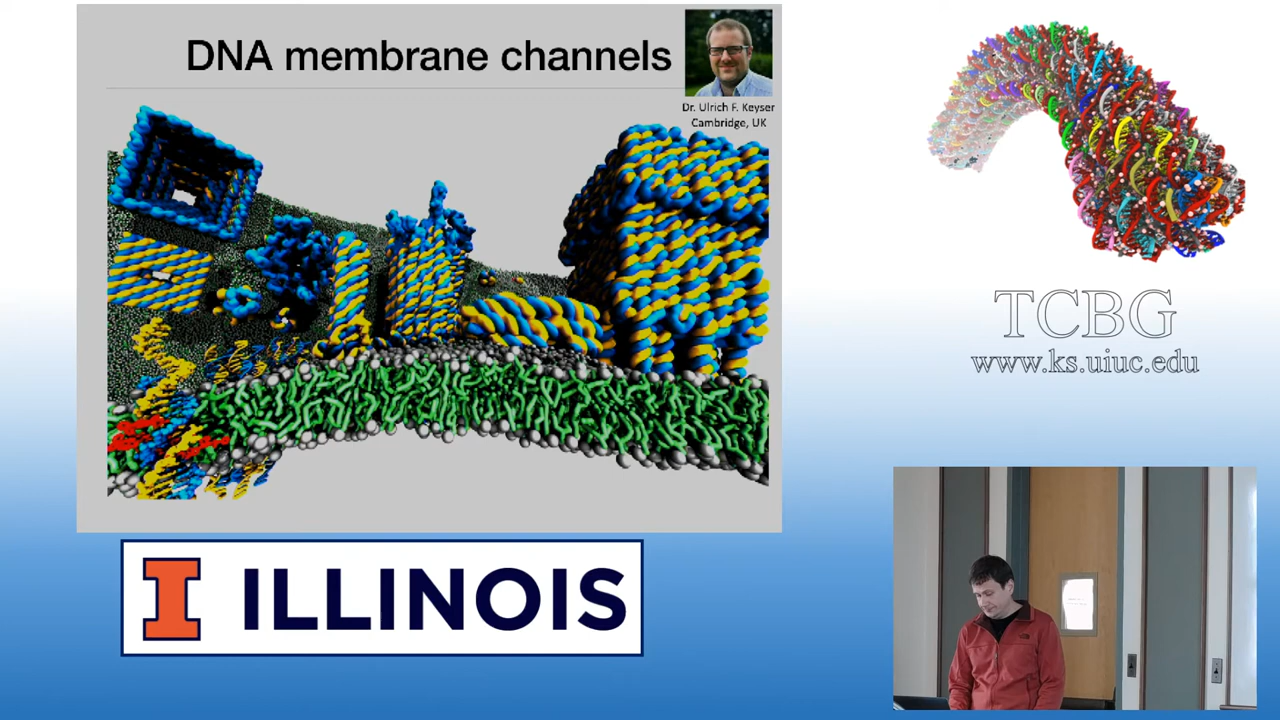 DNA membrane channels
Dr. Ulrich F. Keyser
Cambridge, UK
TCBG
www.ks.uiuc.edu
I ILLINOIS